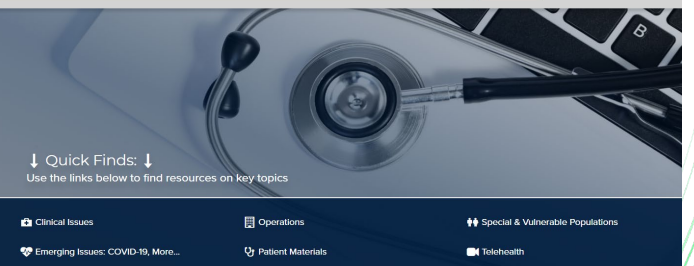 B
↓ Quick Finds: ↓
Use the links below to find resources on key topics
Clinical Issues
Operations
Special & Vulnerable Populations
Emerging Issues: COVID-19, More...
Patient Materials
Telehealth